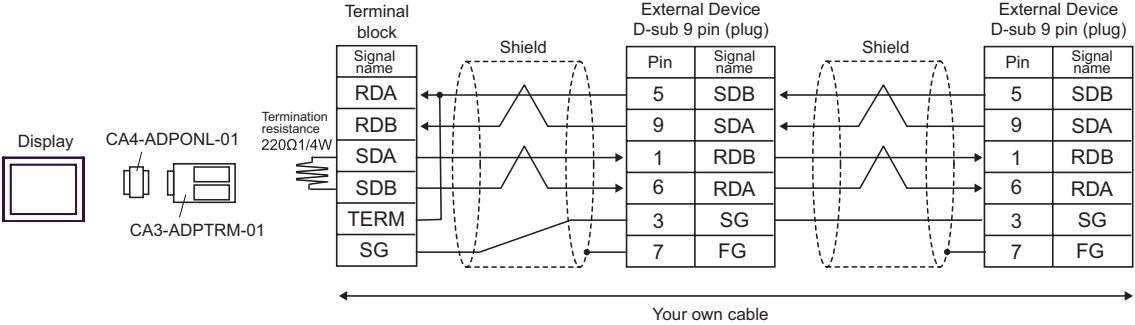 Terminal
block
External Device
D-sub 9 pin (plug)
External Device
D-sub 9 pin (plug)
Signal
name
Shield
Pin
Signal
name
Shield
Pin
Signal
name
RDA
5
SDB
5
SDB
RDB
9
SDA
9
SDA
SDA
1
RDB
1
RDB
SDB
6
RDA
6
RDA
TERM
3
SG
3
SG
SG
7
FG
7
FG
Termination
resistance
220Ω1/4W
Display
CA4-ADPONL-01
CA3-ADPTRM-01
Your own cable